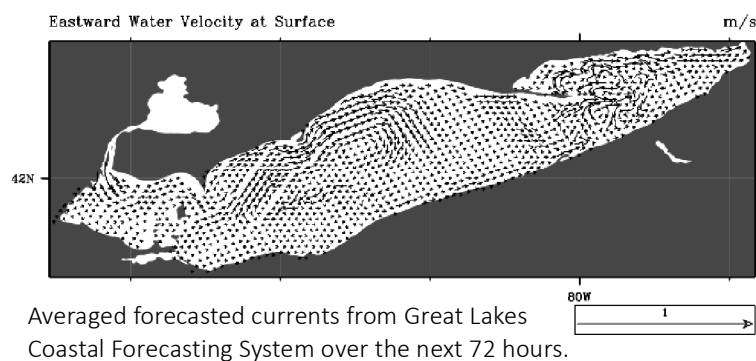 Eastward Water Velocity at Surface
m/s
42N
80W
1
Averaged forecasted currents from Great Lakes
Coastal Forecasting System over the next 72 hours.